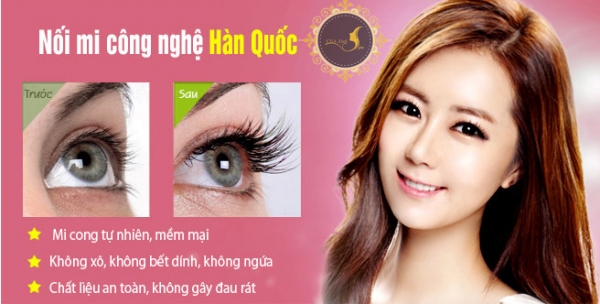 Nối mi công nghệ Hàn Quốc
Trước
Sau
Mi cong tự nhiên, mềm mại
Không xô, không bết dính, không ngứa
Chất liệu an toàn, không gây đau rát